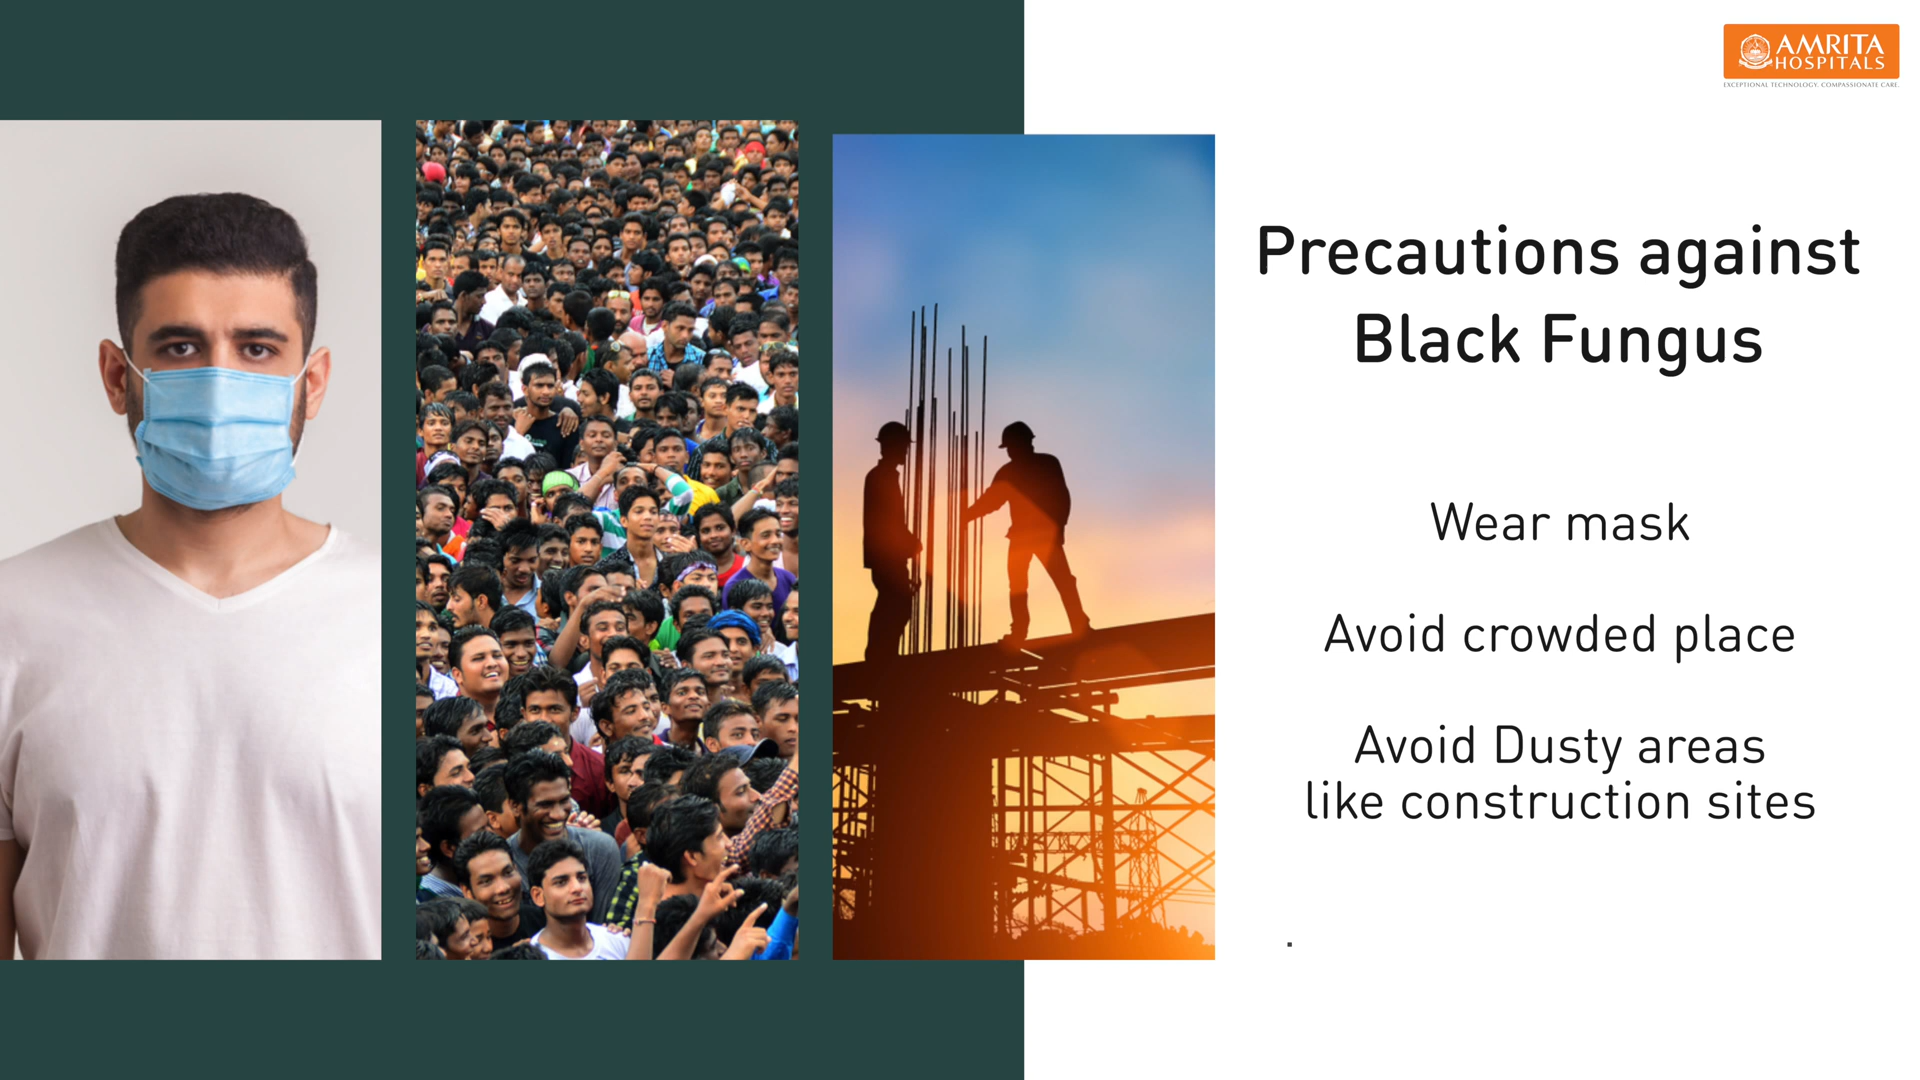 AMRITA
HOSPITALS
EXCEPTIONAL TECHNOLOGY. COMPASSIONATE CARE.
Precautions against
Black Fungus
Wear mask
Avoid crowded place
Avoid Dusty areas
like construction sites
.